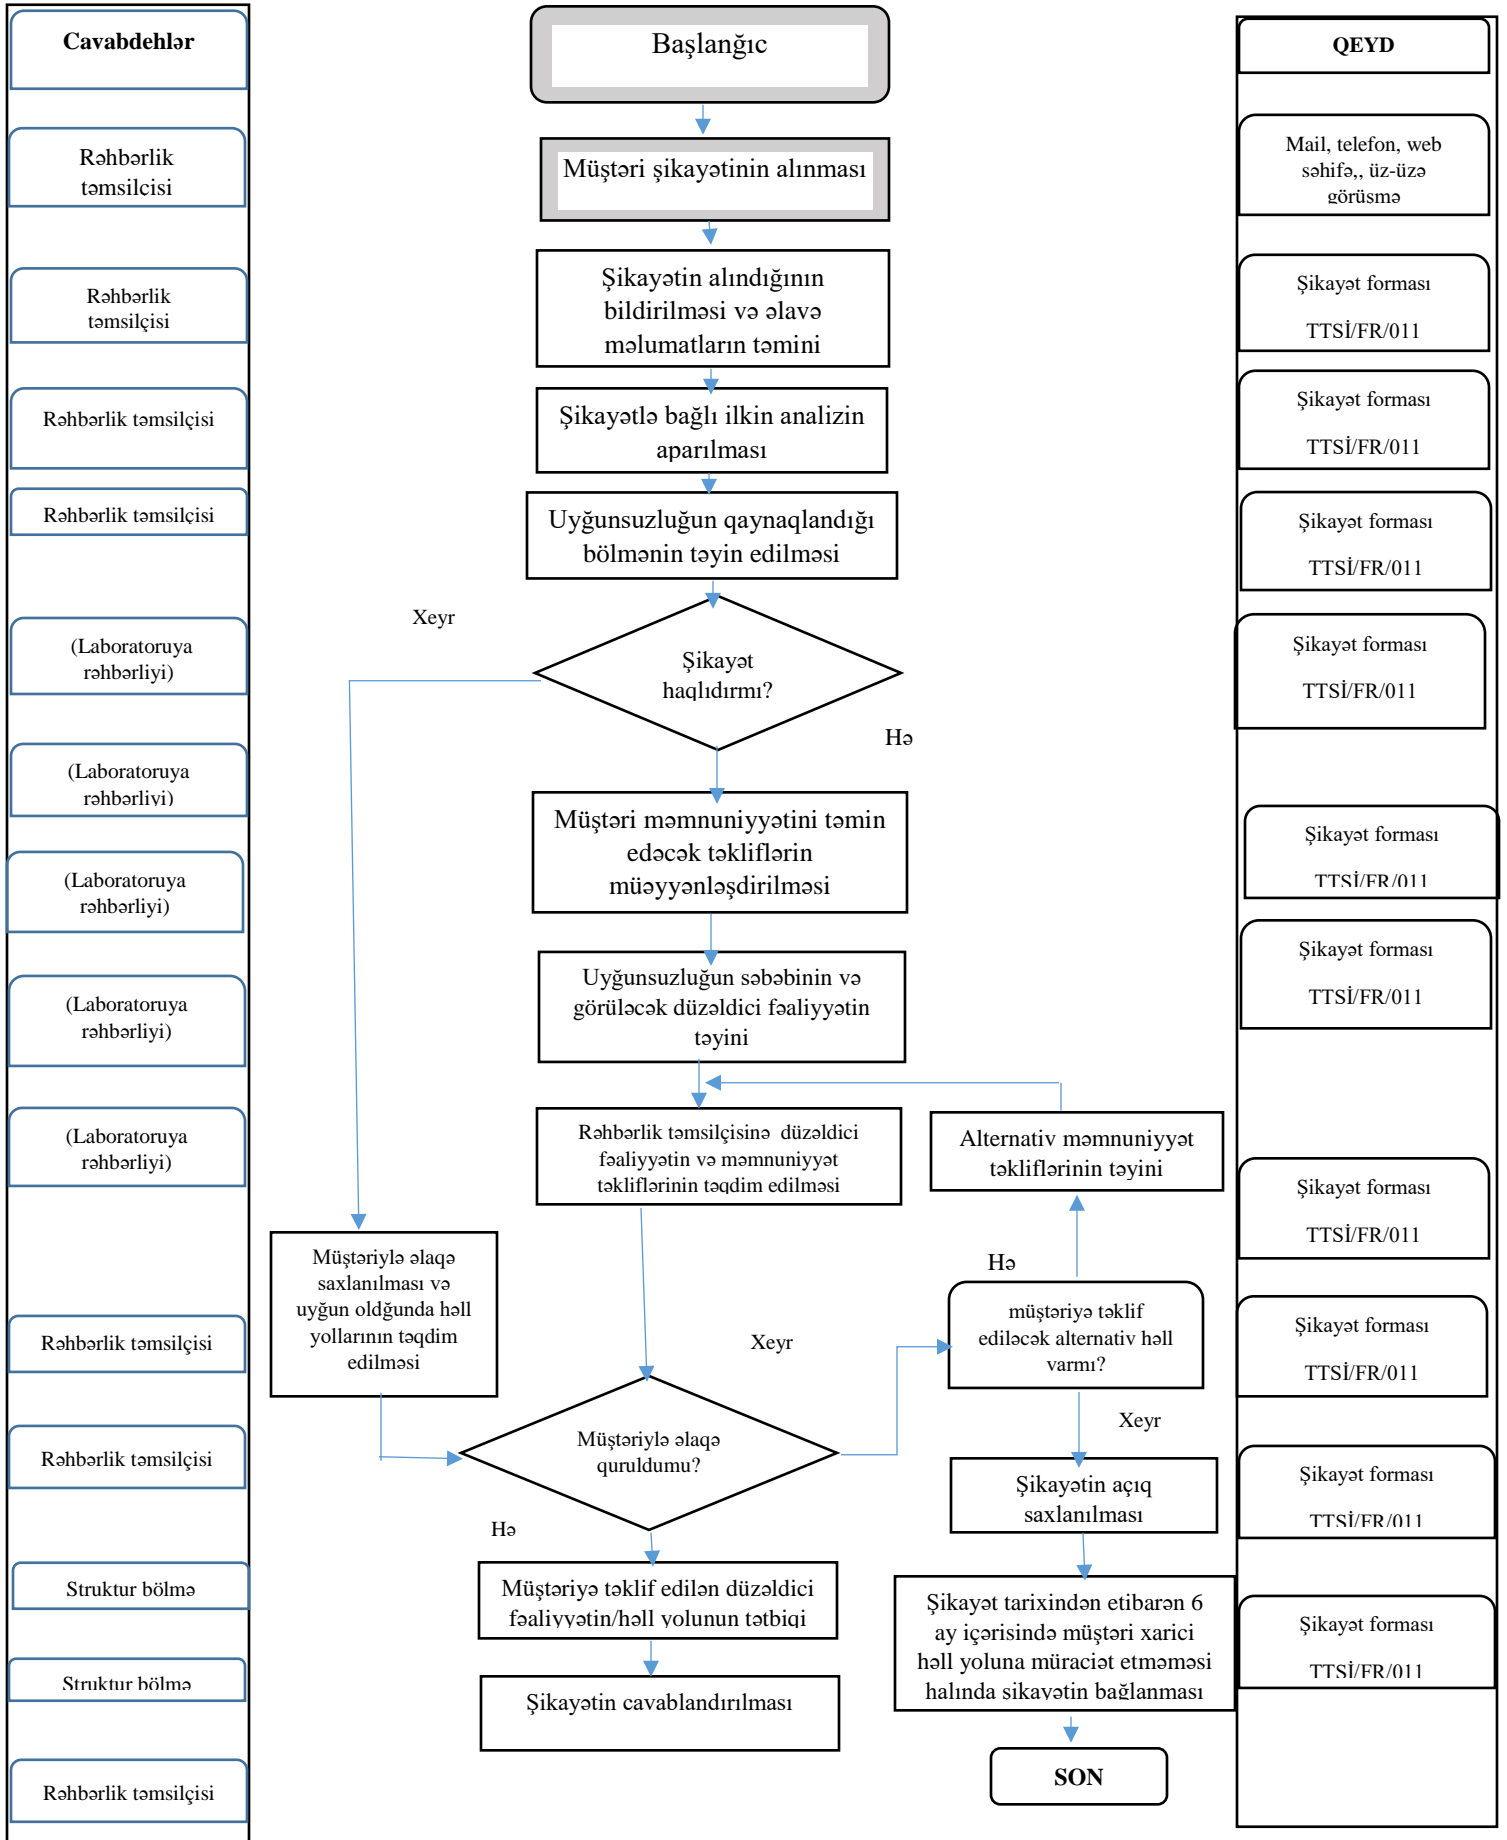 Cavabdehlər
Rəhbərlik
təmsilcisi
Rəhbərlik
təmsilçisi
Rəhbərlik təmsilçisi
Rəhbərlik təmsilçisi
(Laboratoruya
rəhbərliyi)
(Laboratoruya
rəhbərliyi)
(Laboratoruya
rəhbərliyi)
(Laboratoruya
rəhbərliyi)
(Laboratoruya
rəhbərliyi)
Rəhbərlik təmsilçisi
Rəhbərlik təmsilçisi
Struktur bölmə
Struktur bölmə
Rəhbərlik təmsilçisi
Başlanğıc
Müştəri şikayətinin alınması
Şikayətin alındığının
bildirilməsi və əlavə
məlumatların təmini
Şikayətlə bağlı ilkin analizin
aparılması
Uyğunsuzluğun qaynaqlandığı
bölmənin təyin edilməsi
Xeyr
Şikayət
haqlıdırmı?
Hə
Müştəri məmnuniyyətini təmin
edəcək təkliflərin
müəyyənləşdirilməsi
Uyğunsuzluğun səbəbinin və
görüləcək düzəldici fəaliyyətin
təyini
Rəhbərlik təmsilçisinə düzəldici
fəaliyyətin və məmnuniyyət
təkliflərinin təqdim edilməsi
Alternativ məmnuniyyət
təkliflərinin təyini
Müştəriylə əlaqə
saxlanılması və
uyğun oldğunda həll
yollarının təqdim
edilməsi
Hə
müştəriyə təklif
ediləcək alternativ həll
varmı?
Xeyr
Xeyr
Müştəriylə əlaqə
quruldumu?
Şikayətin açıq
saxlanılması
Hə
Müştəriyə təklif edilən düzəldici
fəaliyyətin/həll yolunun tətbiqi
Şikayətin cavablandırılması
Şikayət tarixindən etibarən 6
ay içərisində müştəri xarici
həll yoluna müraciət etməməsi
halında şikayətin bağlanması
SON
QEYD
Mail, telefon, web
səhifə,, üz-üzə
görüşmə
Şikayət forması
TTSİ/FR/011
Şikayət forması
TTSİ/FR/011
Şikayət forması
TTSİ/FR/011
Şikayət forması
TTSİ/FR/011
Şikayət forması
TTSİ/FR/011
Şikayət forması
TTSİ/FR/011
Şikayət forması
TTSİ/FR/011
Şikayət forması
TTSİ/FR/011
Şikayət forması
TTSİ/FR/011
Şikayət forması
TTSİ/FR/011